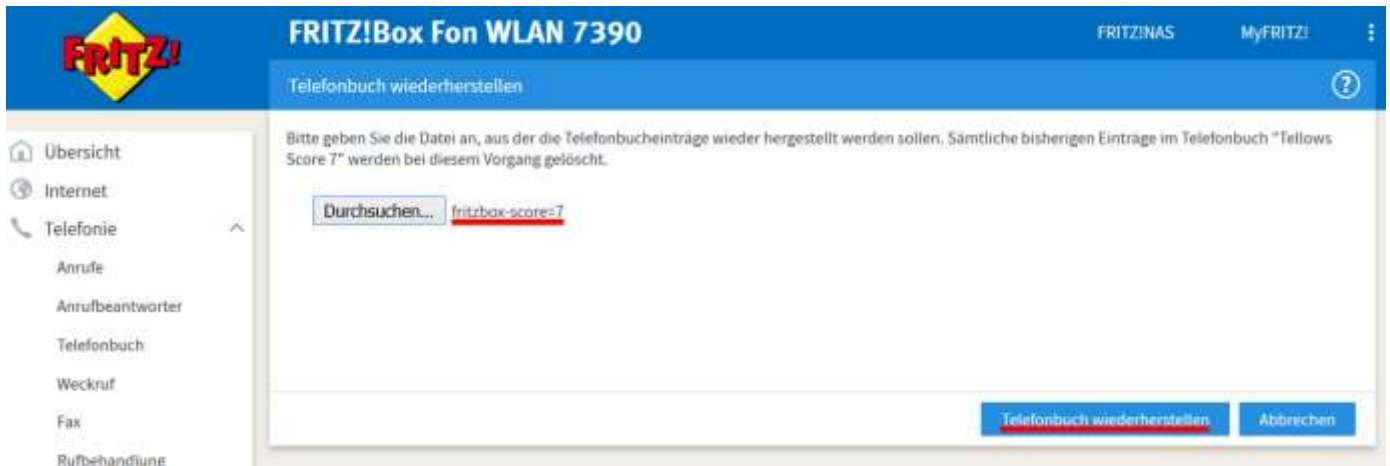 FRITZ!
FRITZ!Box Fon WLAN 7390
FRITZ!NAS
MyFRITZ!
Telefonbuch wiederherstellen
?
Übersicht
Internet
Telefonie
Anrufe
Anrufbeantworter
Telefonbuch
Weckruf
Fax
Rufbehandlung
Bitte geben Sie die Datei an, aus der die Telefonbucheinträge wieder hergestellt werden sollen. Sämtliche bisherigen Einträge im Telefonbuch "Tellows
Score 7" werden bei diesem Vorgang gelöscht.
Durchsuchen... fritzbox-score=7
Telefonbuch wiederherstellen
Abbrechen